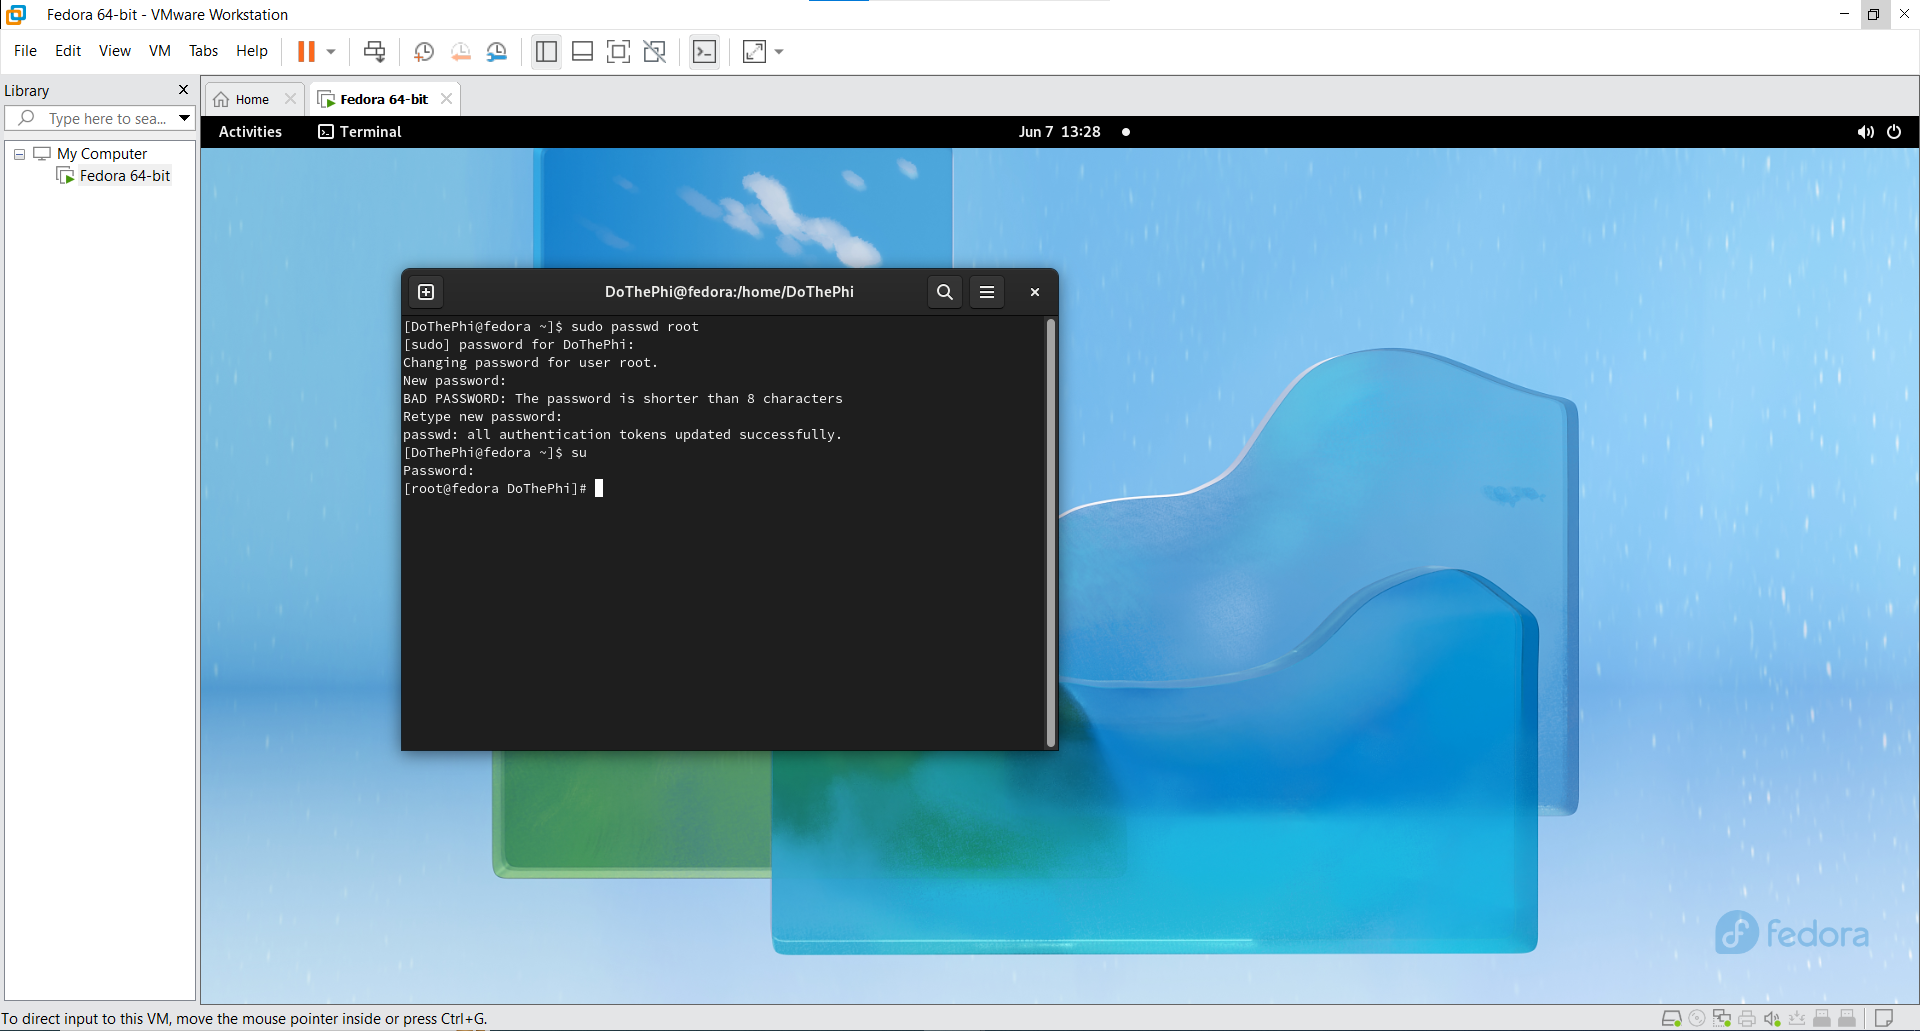 Fedora 64-bit - VMware Workstation
File Edit View VM Tabs Help
Library
Type here to sea...
My Computer
Fedora 64-bit
Home
Fedora 64-bit
Activities Terminal Jun 7 13:28
DoThePhi@fedora:/home/DoThePhi
[DoThePhi@fedora ~]$ sudo passwd root
[sudo] password for DoThePhi:
Changing password for user root.
New password:
BAD PASSWORD: The password is shorter than 8 characters
Retype new password:
passwd: all authentication tokens updated successfully.
[DoThePhi@fedora ~]$ su
Password:
[root@fedora DoThePhi]#
fedora
To direct input to this VM, move the mouse pointer inside or press Ctrl+G.